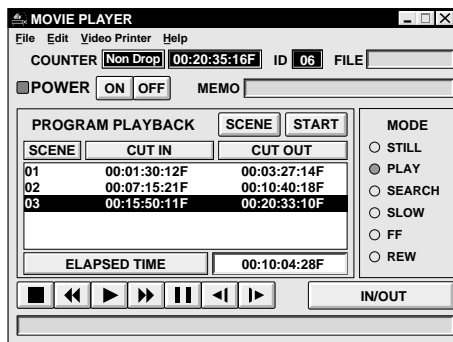 MOVIE PLAYER
File Edit Video Printer Help
COUNTER Non Drop 00:20:35:16F ID 06 FILE
POWER ON OFF MEMO
PROGRAM PLAYBACK SCENE START
SCENE CUT IN CUT OUT
01 00:01:30:12F 00:03:27:14F
02 00:07:15:21F 00:10:40:18F
03 00:15:50:11F 00:20:33:10F
ELAPSED TIME 00:10:04:28F
MODE
STILL
PLAY
SEARCH
SLOW
FF
REW
IN/OUT